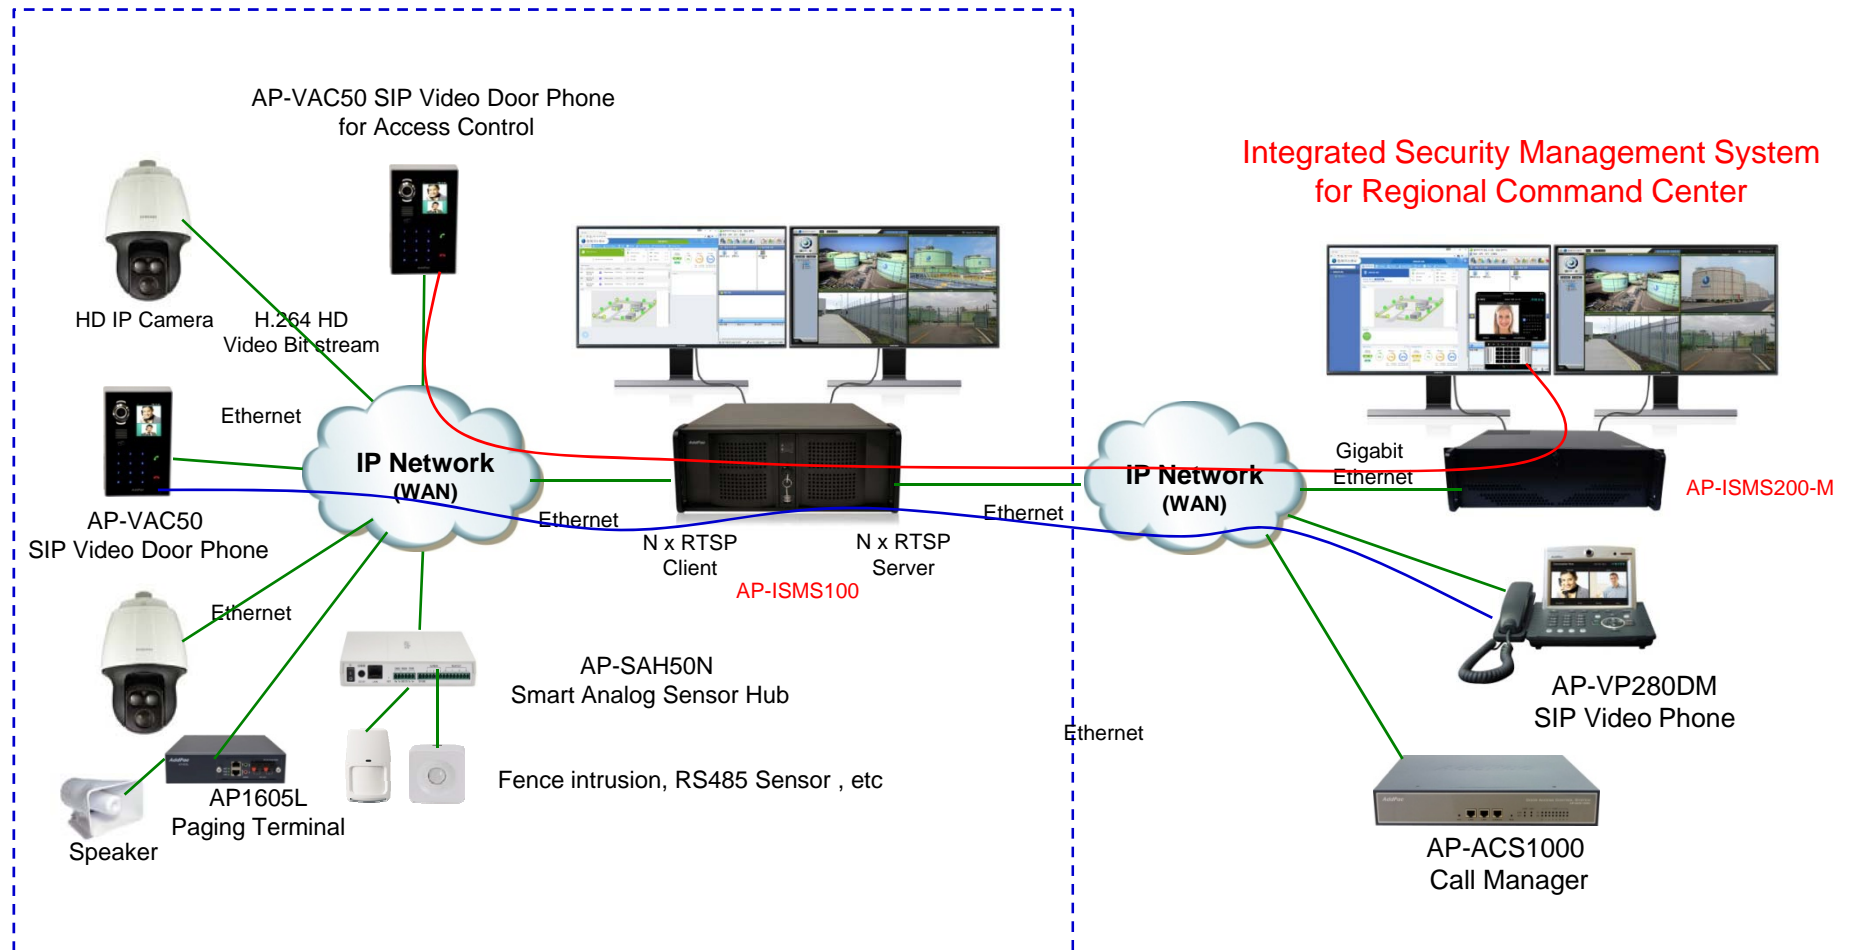 AP-VAC50 SIP Video Door Phone
for Access Control
Integrated Security Management System
for Regional Command Center
HD IP Camera
H.264 HD
Video Bit stream
Ethernet
IP Network
(WAN)
AP-VAC50
SIP Video Door Phone
Ethernet
AddPac
N x RTSP
Client
N x RTSP
Server
AP-ISMS100
Ethernet
IP Network
(WAN)
Gigabit
Ethernet
AP-ISMS200-M
Ethernet
AP-SAH50N
Smart Analog Sensor Hub
Fence intrusion, RS485 Sensor , etc
AddPac
AP1605L
Paging Terminal
Speaker
AP-VP280DM
SIP Video Phone
Ethernet
AddPac
AP-ACS1000
Call Manager